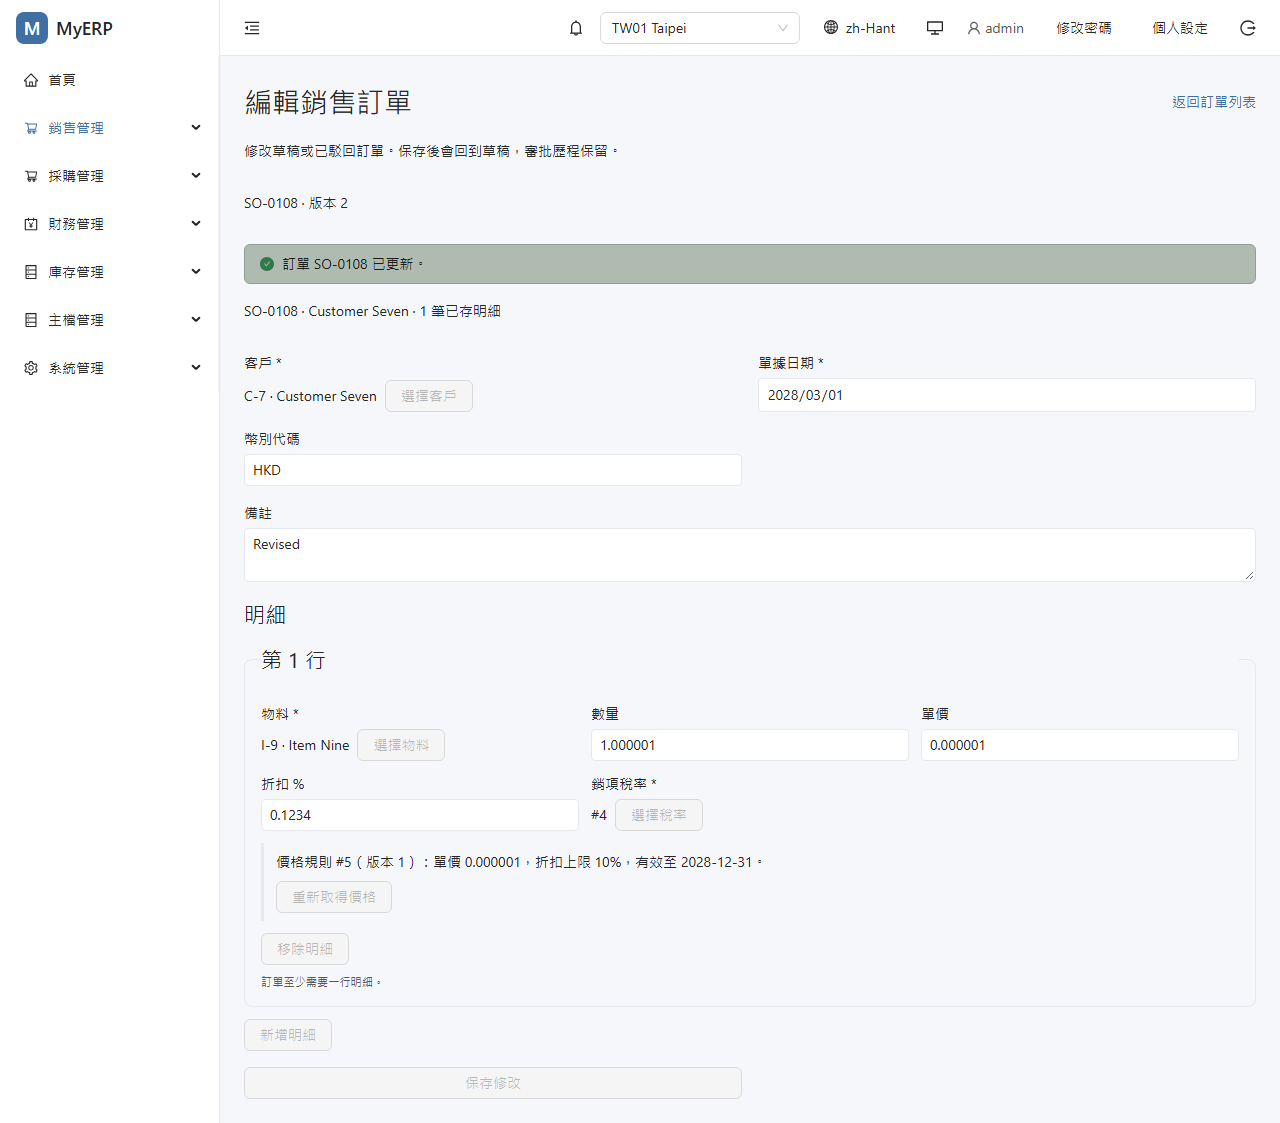 M MyERP
TW01 Taipei
zh-Hant
admin
修改密碼
個人設定
首頁
銷售管理
採購管理
財務管理
庫存管理
主檔管理
系統管理
編輯銷售訂單
返回訂單列表
修改草稿或已駁回訂單。保存後會回到草稿，審批歷程保留。
SO-0108 · 版本 2
訂單 SO-0108 已更新。
SO-0108 · Customer Seven · 1 筆已存明細
客戶 *
單據日期 *
C-7 · Customer Seven 選擇客戶
2028/03/01
幣別代碼
HKD
備註
Revised
明細
第 1 行
物料 *
數量
單價
I-9 · Item Nine 選擇物料
1.000001
0.000001
折扣 %
銷項稅率 *
0.1234
#4 選擇稅率
價格規則 #5（版本 1）：單價 0.000001，折扣上限 10%，有效至 2028-12-31。
重新取得價格
移除明細
訂單至少需要一行明細。
新增明細
保存修改